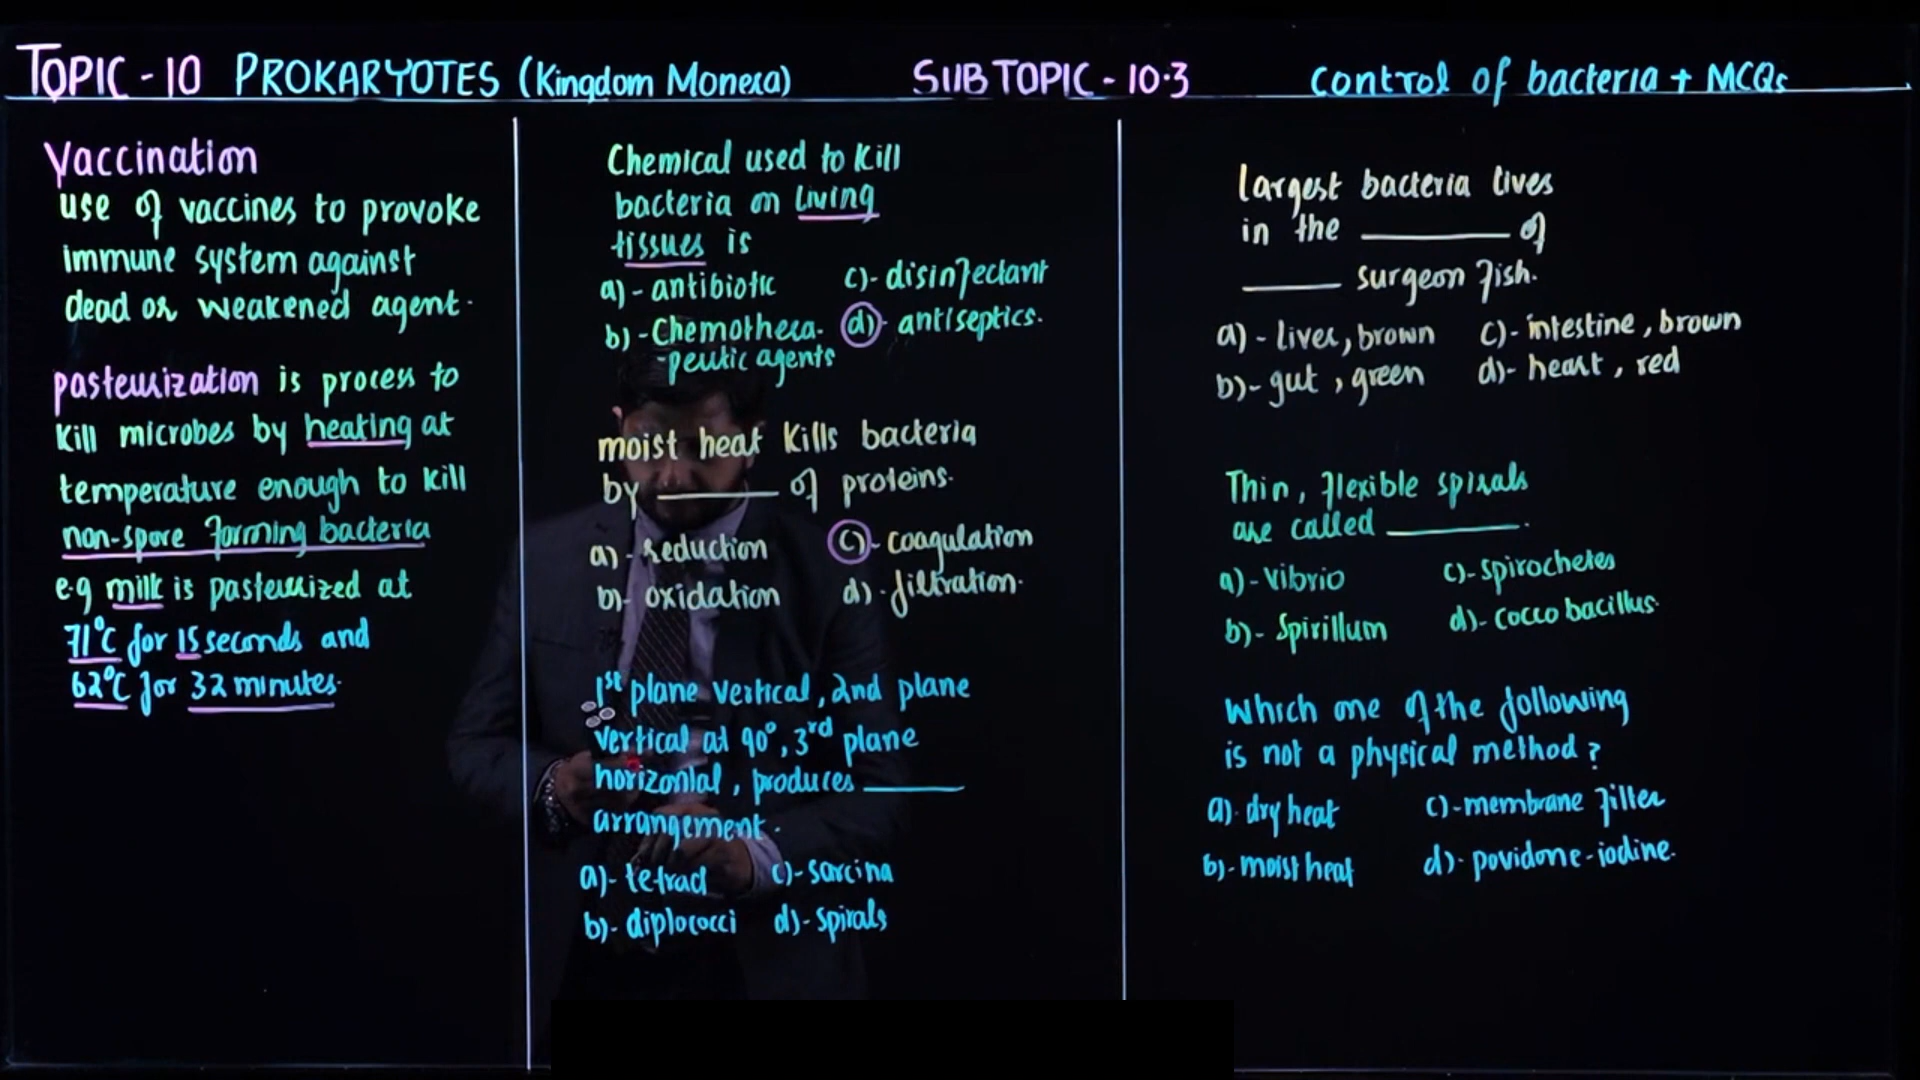 TOPIC - 10 PROKARYOTES (Kingdom Monera) SUBTOPIC - 10.3 Control of bacteria + MCQs
Vaccination
use of vaccines to provoke
immune system against
dead or weakened agent.
pasteurization is process to
kill microbes by heating at
temperature enough to kill
non-spore forming bacteria
e.g milk is pasteurized at
71°C for 15 seconds and
62°C for 32 minutes.
Chemical used to kill
bacteria on living
tissues is
a)- antibiotic c)- disinfectant
b)- Chemothera- d)- antiseptics.
-peutic agents
moist heat kills bacteria
by ______ of proteins.
a)- reduction c)- coagulation
b)- oxidation d)- filtration.
1st plane vertical, 2nd plane
vertical at 90°, 3rd plane
horizontal, produces ______
arrangement.
a)- tetrad c)- sarcina
b)- diplococci d)- spirals
largest bacteria lives
in the ______ of
______ surgeon fish.
a)- liver, brown c)- intestine, brown
b)- gut, green d)- heart, red
Thin, flexible spirals
are called ______.
a)- vibrio c)- spirochetes
b)- Spirillum d)- cocco bacillus.
Which one of the following
is not a physical method?
a)- dry heat c)- membrane filter
b)- moist heat d)- povidone-iodine.